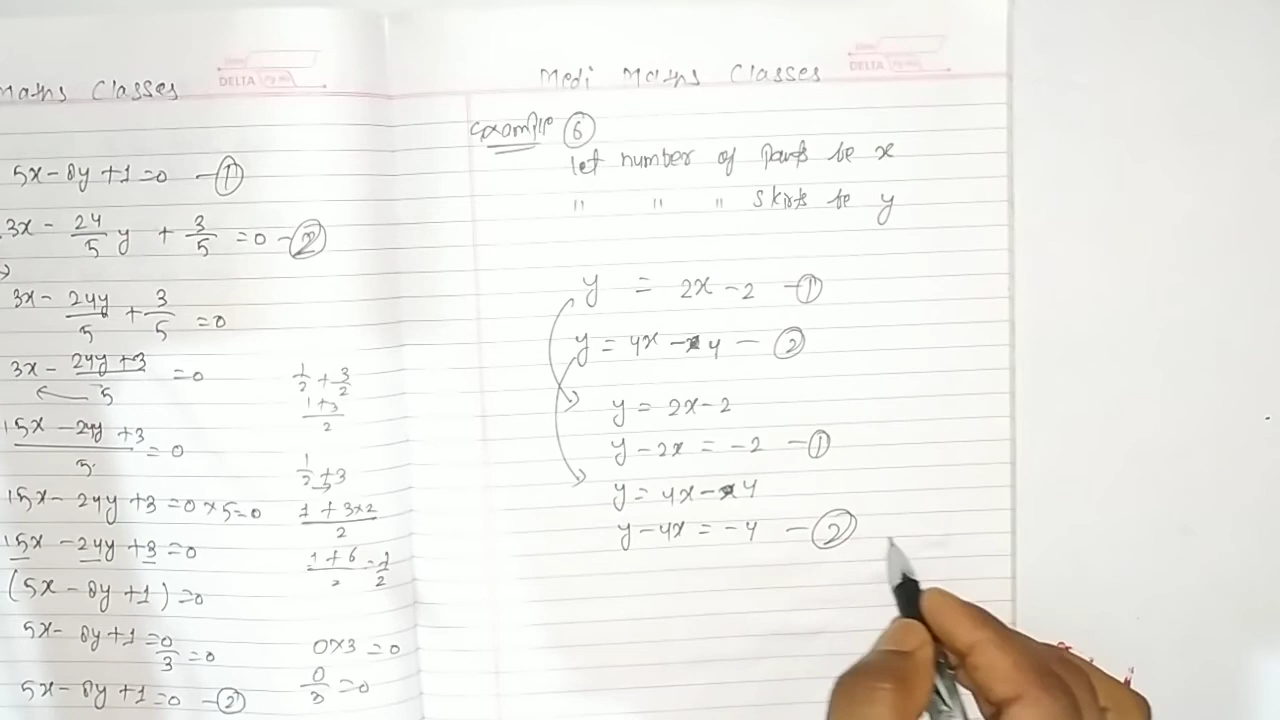 Maths Classes
DELTA
5x - 8y + 1 = 0 - ①
3x - 24/5 y + 3/5 = 0 - ②
3x - 24y/5 + 3/5 = 0
3x - 24y + 3/5 = 0
15x - 24y + 3/5 = 0
15x - 24y + 3 = 0 × 5 = 0
15x - 24y + 3 = 0
(5x - 8y + 1) = 0
5x - 8y + 1 = 0/3 = 0
5x - 8y + 1 = 0 - ②
1/2 + 3/2
1+3/2
1/2 + 3
1 + 3×2/2
1 + 6/2 = 7/2
0×3 = 0
0/3 = 0
Medi Maths Classes
DELTA
Example ⑥
let number of Pants be x
" " " Skirts be y
y = 2x - 2 - ①
y = 4x - 4 - ②
y = 2x - 2
y - 2x = -2 - ①
y = 4x - 4
y - 4x = -4 - ②